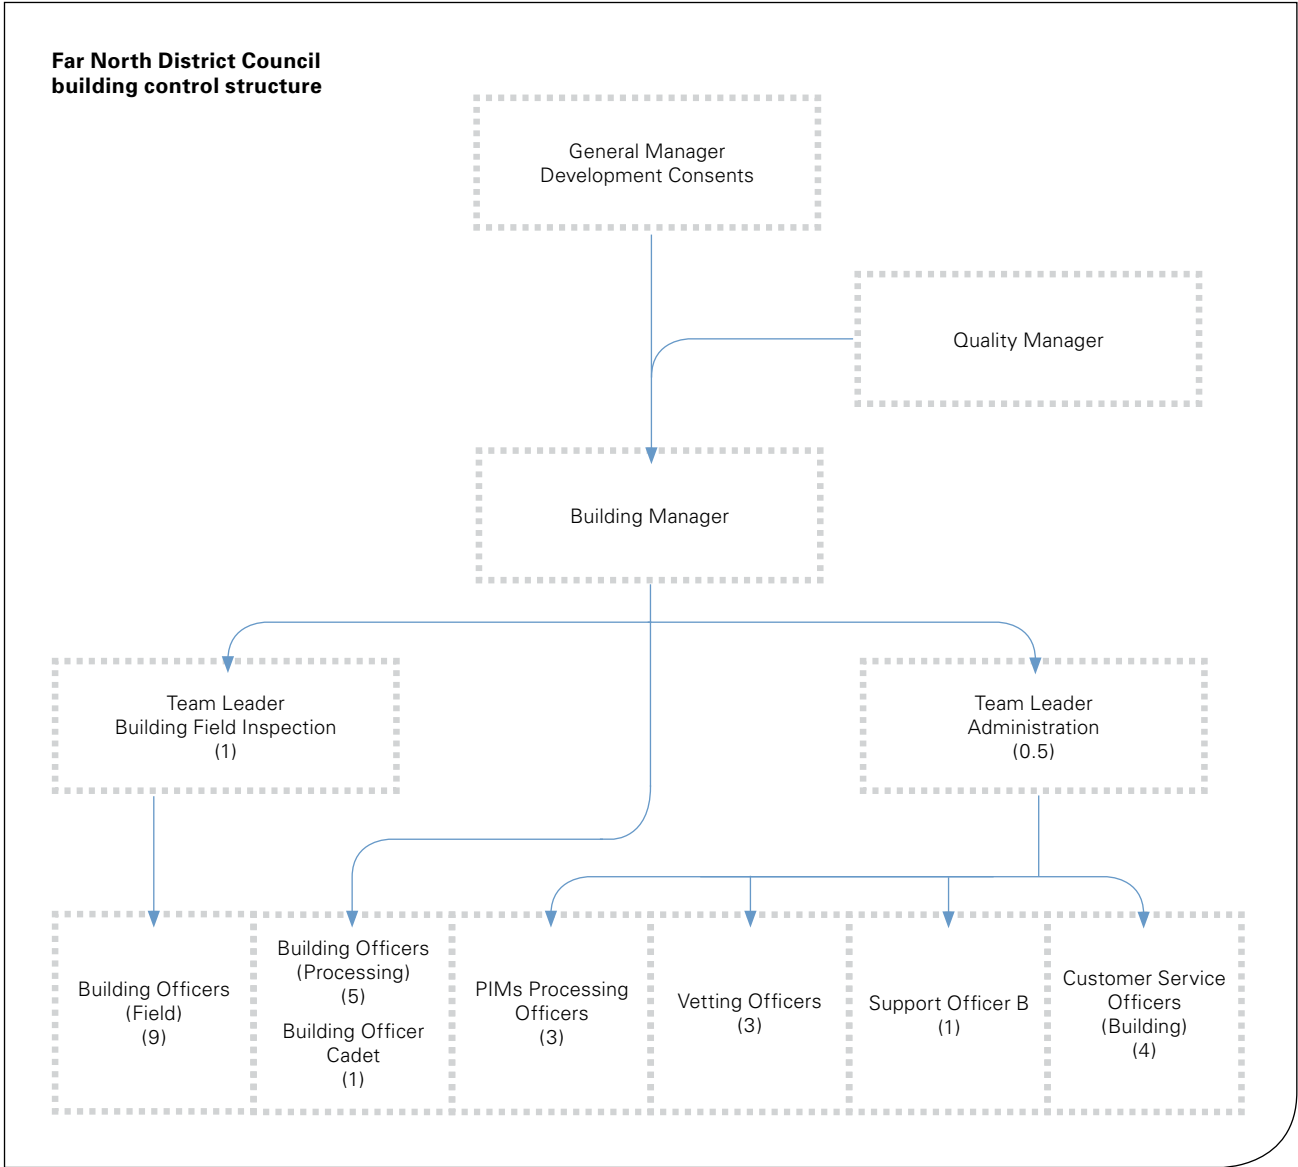 Far North District Council
building control structure
General Manager
Development Consents
Quality Manager
Building Manager
Team Leader
Building Field Inspection
(1)
Team Leader
Administration
(0.5)
Building Officers
(Field)
(9)
Building Officers
(Processing)
(5)
Building Officer
Cadet
(1)
PIMs Processing
Officers
(3)
Vetting Officers
(3)
Support Officer B
(1)
Customer Service
Officers
(Building)
(4)